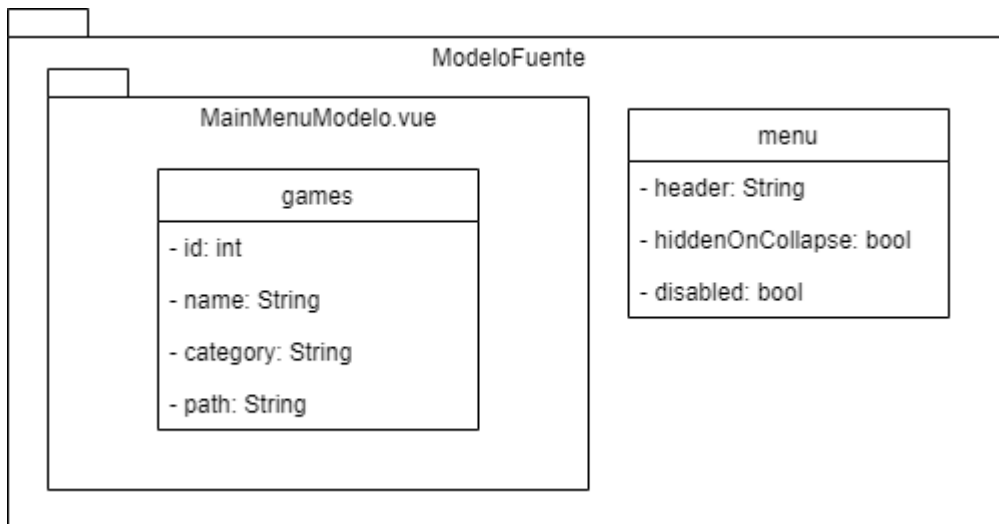 ModeloFuente
MainMenuModelo.vue
games
- id: int
- name: String
- category: String
- path: String
menu
- header: String
- hiddenOnCollapse: bool
- disabled: bool